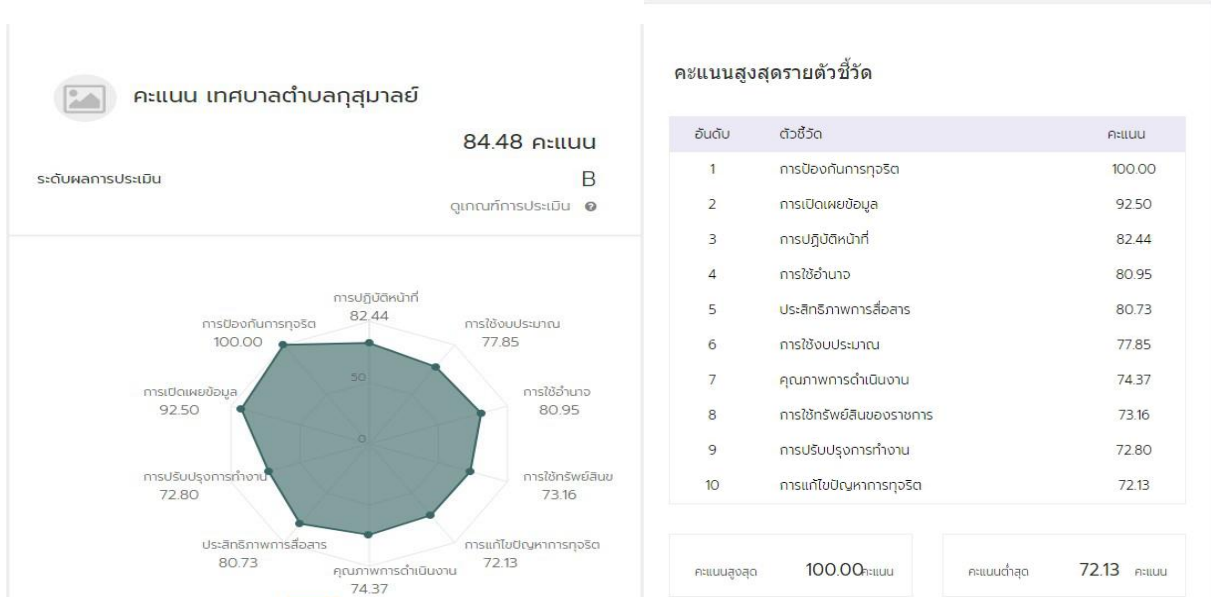 คะแนน เทศบาลตำบลกุสุมาลย์
84.48 คะแนน
ระดับผลการประเมิน B
ดูเกณฑ์การประเมิน
การปฏิบัติหน้าที่
82.44
การป้องกันการทุจริต
100.00
การใช้งบประมาณ
77.85
50
การเปิดเผยข้อมูล
92.50
การใช้อำนาจ
80.95
0
การปรับปรุงการทำงาน
72.80
การใช้ทรัพย์สินข
73.16
ประสิทธิภาพการสื่อสาร
80.73
การแก้ไขปัญหาการทุจริต
72.13
คุณภาพการดำเนินงาน
74.37
คะแนนสูงสุดรายตัวชี้วัด
อันดับ ตัวชี้วัด คะแนน
1 การป้องกันการทุจริต 100.00
2 การเปิดเผยข้อมูล 92.50
3 การปฏิบัติหน้าที่ 82.44
4 การใช้อำนาจ 80.95
5 ประสิทธิภาพการสื่อสาร 80.73
6 การใช้งบประมาณ 77.85
7 คุณภาพการดำเนินงาน 74.37
8 การใช้ทรัพย์สินของราชการ 73.16
9 การปรับปรุงการทำงาน 72.80
10 การแก้ไขปัญหาการทุจริต 72.13
คะแนนสูงสุด 100.00 คะแนน
คะแนนต่ำสุด 72.13 คะแนน